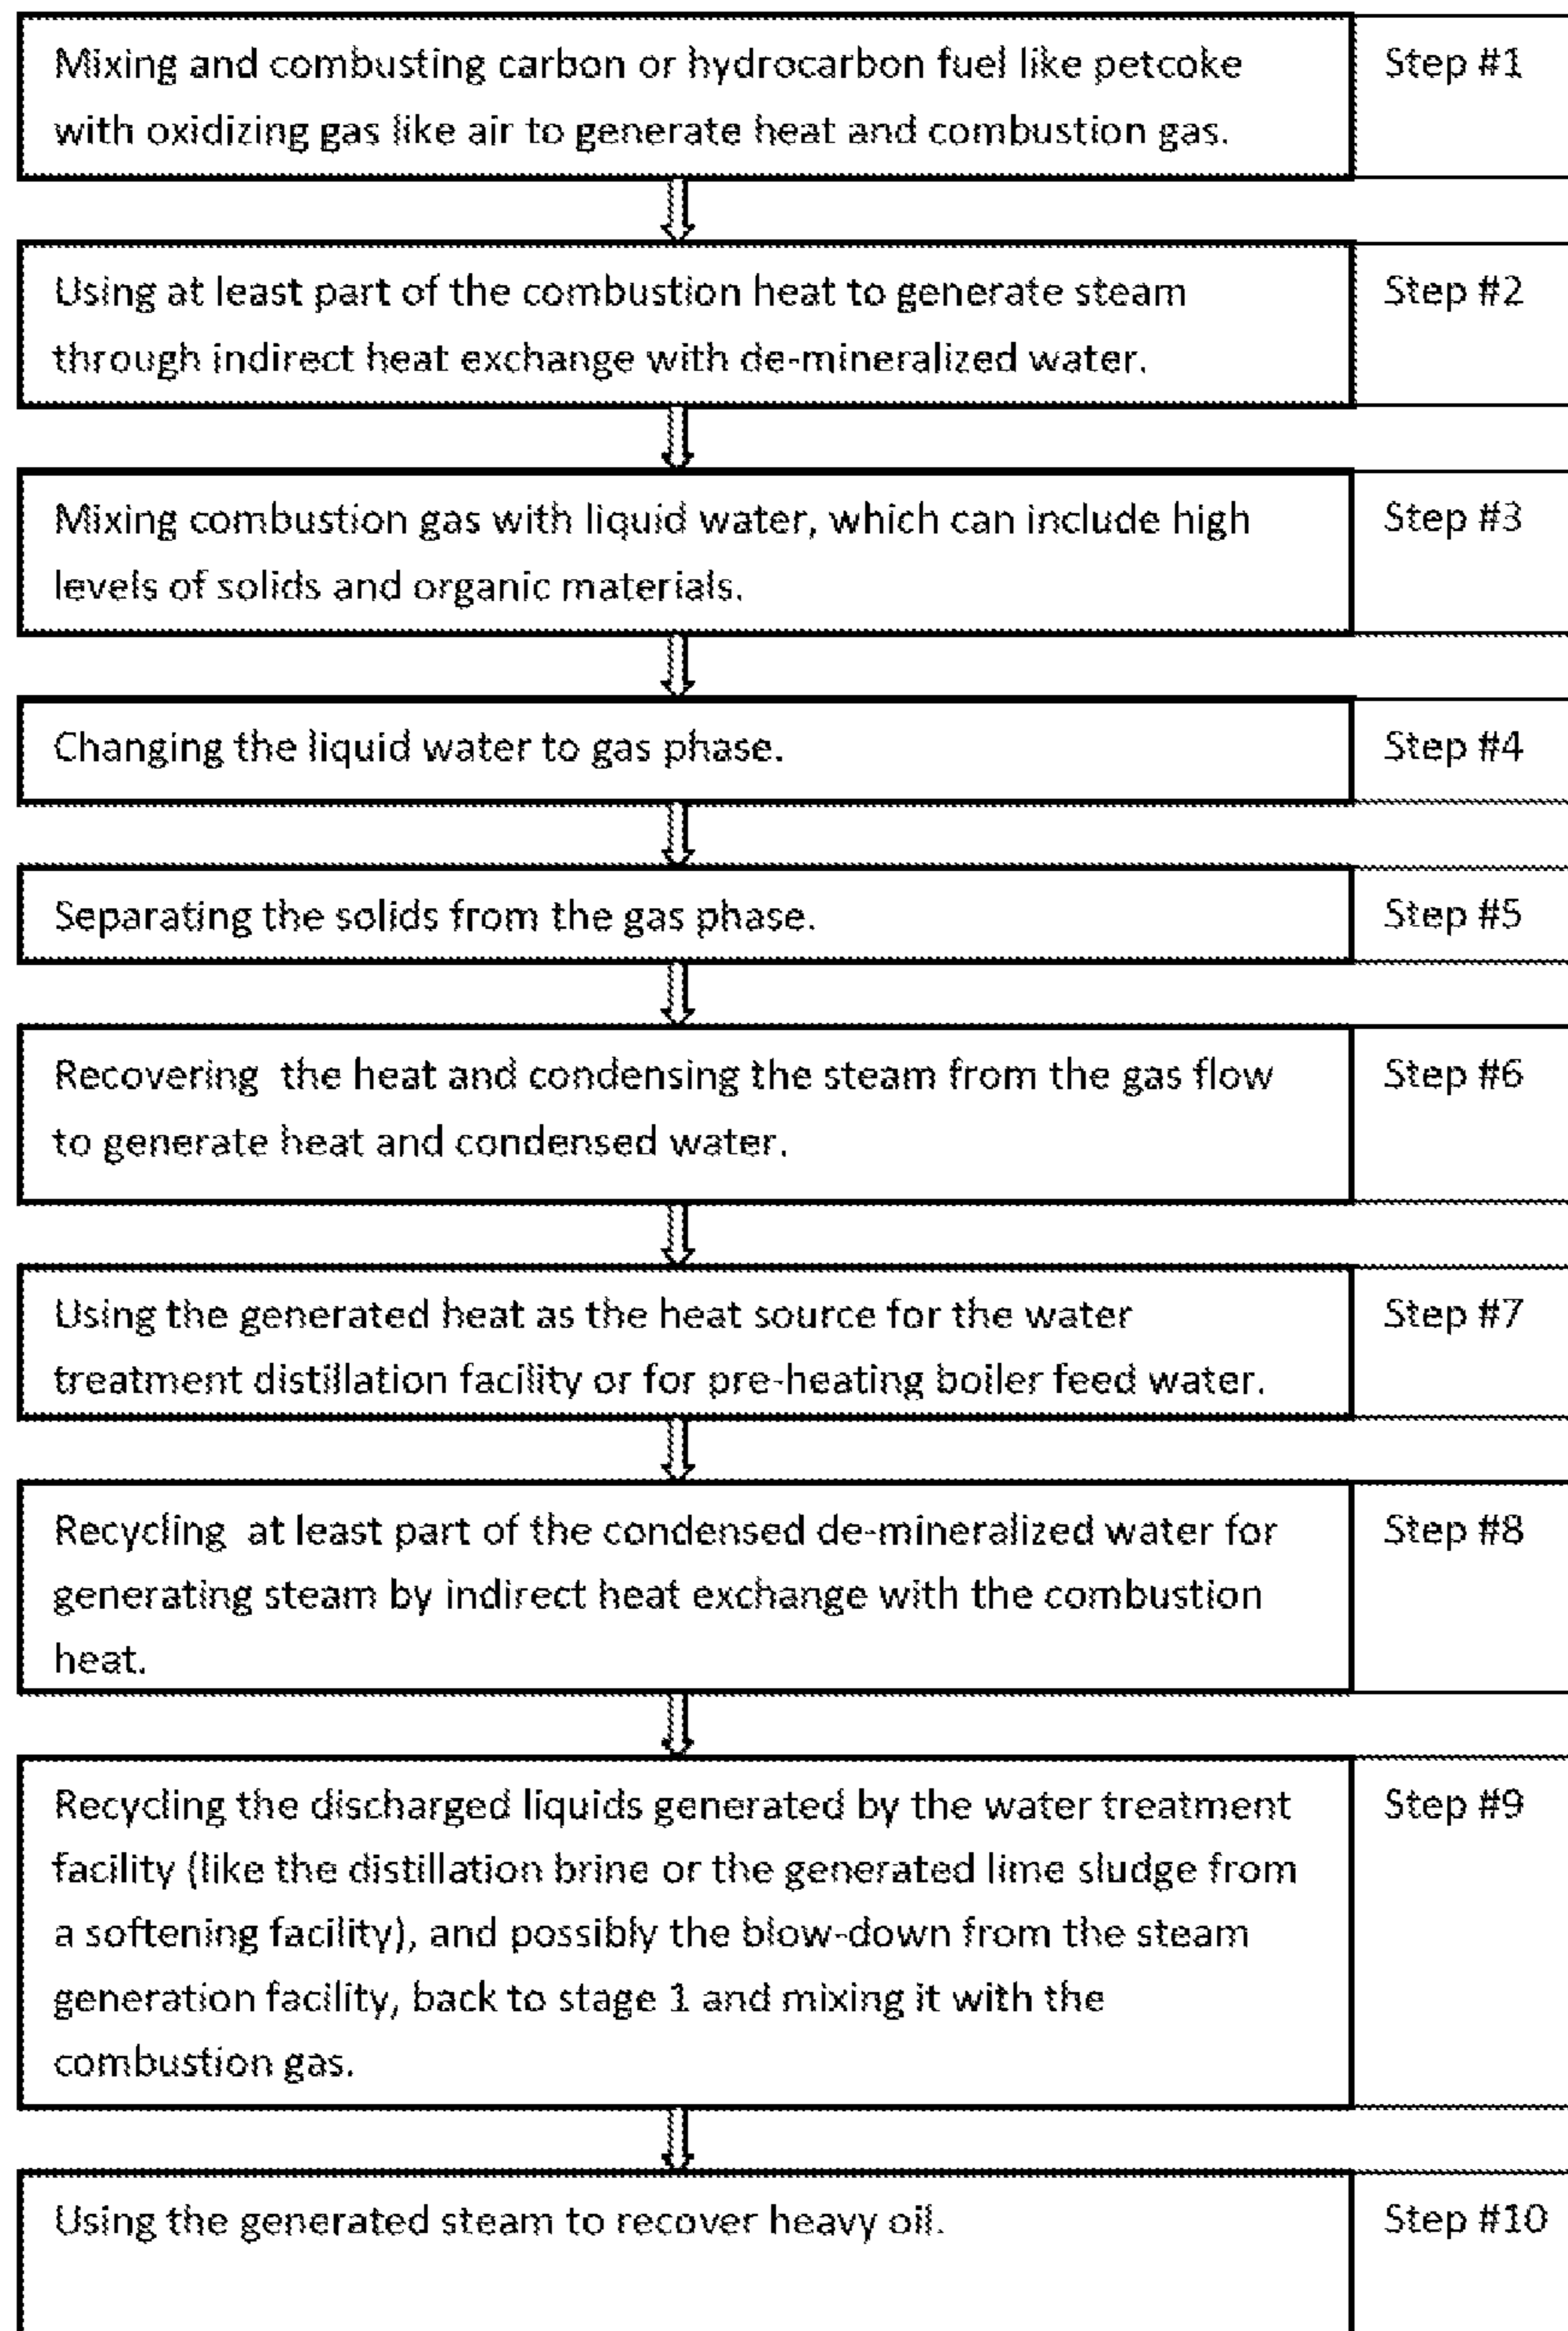 Mixing and combusting carbon or hydrocarbon fuel like petcoke Step #1
with oxidizing gas like air to generate heat and combustion gas.
Using at least part of the combustion heat to generate steam Step #2
through indirect heat exchange with de-mineralized water.
Mixing combustion gas with liquid water, which can include high Step #3
levels of solids and organic materials.
Changing the liquid water to gas phase. Step #4
Separating the solids from the gas phase. Step #5
Recovering the heat and condensing the steam from the gas flow Step #6
to generate heat and condensed water.
Using the generated heat as the heat source for the water Step #7
treatment distillation facility or for pre-heating boiler feed water.
Recycling at least part of the condensed de-mineralized water for Step #8
generating steam by indirect heat exchange with the combustion
heat.
Recycling the discharged liquids generated by the water treatment Step #9
facility (like the distillation brine or the generated lime sludge from
a softening facility), and possibly the blow-down from the steam
generation facility, back to stage 1 and mixing it with the
combustion gas.
Using the generated steam to recover heavy oil. Step #10